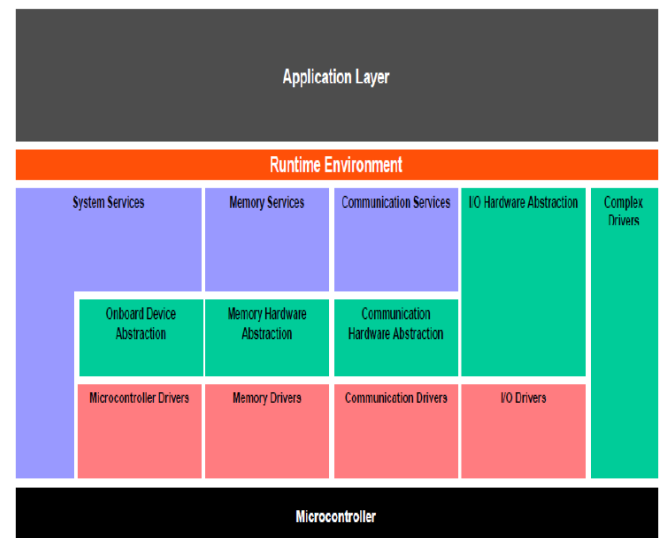 Application Layer
Runtime Environment
System Services
Memory Services
Communication Services
I/O Hardware Abstraction
Complex
Drivers
Onboard Device
Abstraction
Memory Hardware
Abstraction
Communication
Hardware Abstraction
Microcontroller Drivers
Memory Drivers
Communication Drivers
I/O Drivers
Microcontroller